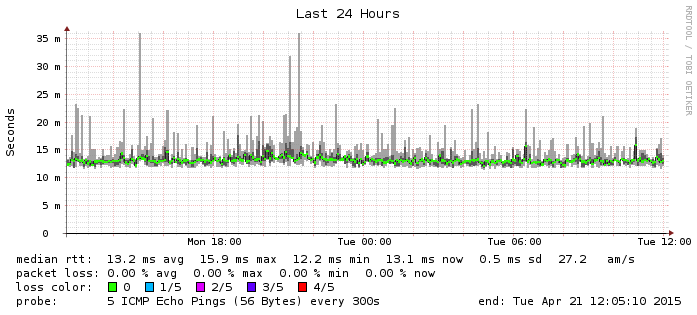 Last 24 Hours
RRDTOOL / TOBI OETIKER
Seconds
35 m
30 m
25 m
20 m
15 m
10 m
5 m
0
Mon 18:00 Tue 00:00 Tue 06:00 Tue 12:00
median rtt: 13.2 ms avg 15.9 ms max 12.2 ms min 13.1 ms now 0.5 ms sd 27.2 am/s
packet loss: 0.00 % avg 0.00 % max 0.00 % min 0.00 % now
loss color: 0 1/5 2/5 3/5 4/5
probe: 5 ICMP Echo Pings (56 Bytes) every 300s end: Tue Apr 21 12:05:10 2015